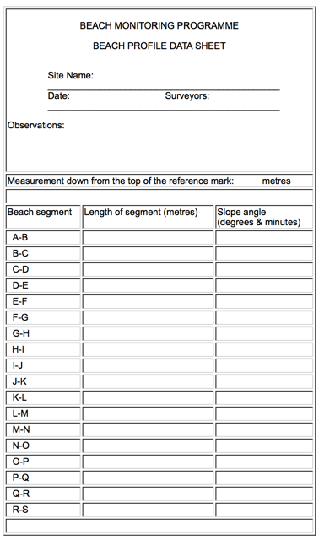 BEACH MONITORING PROGRAMME
BEACH PROFILE DATA SHEET
Site Name:
Date: Surveyors:
Observations:
Measurement down from the top of the reference mark: metres
Beach segment Length of segment (metres) Slope angle
(degrees & minutes)
A-B
B-C
C-D
D-E
E-F
F-G
G-H
H-I
I-J
J-K
K-L
L-M
M-N
N-O
O-P
P-Q
Q-R
R-S